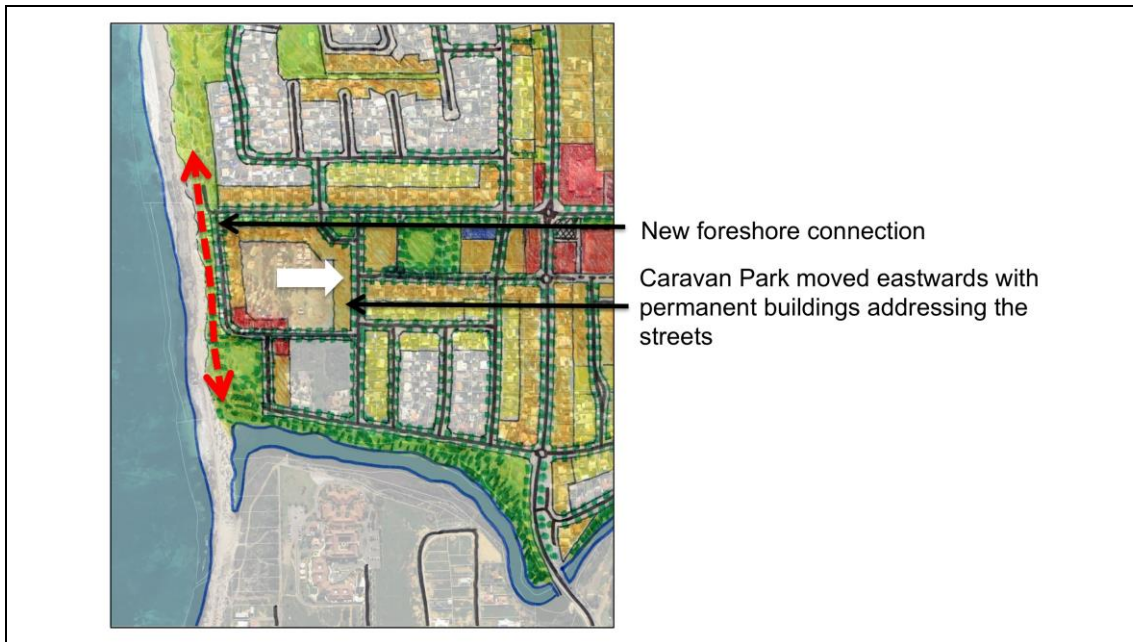 New foreshore connection
Caravan Park moved eastwards with
permanent buildings addressing the
streets